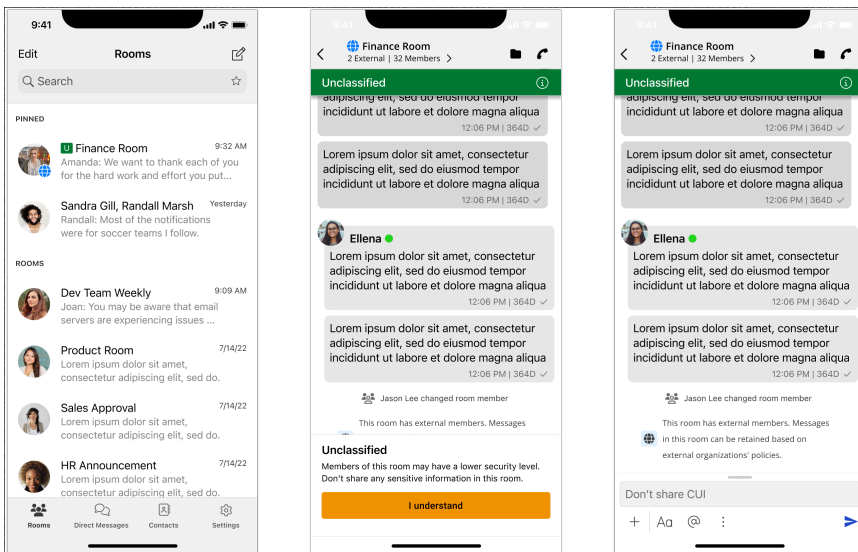 9:41
Edit
Rooms
Search
PINNED
U Finance Room 9:32 AM
Amanda: We want to thank each of you
for the hard work and effort you put...
Sandra Gill, Randall Marsh Yesterday
Randall: Most of the notifications
were for soccer teams I follow.
ROOMS
Dev Team Weekly 9:09 AM
Joan: You may be aware that email
servers are experiencing issues ...
Product Room 7/14/22
Lorem ipsum dolor sit amet,
consectetur adipiscing elit, sed do.
Sales Approval 7/14/22
Lorem ipsum dolor sit amet,
consectetur adipiscing elit, sed do.
HR Announcement 7/14/22
Lorem ipsum dolor sit amet,
consectetur adipiscing elit, sed do.
Rooms
Direct Messages
Contacts
Settings
9:41
Finance Room
2 External | 32 Members
Unclassified
adipiscing elit, sed do eiusmod tempor
incididunt ut labore et dolore magna aliqua
12:06 PM | 364D
Lorem ipsum dolor sit amet, consectetur
adipiscing elit, sed do eiusmod tempor
incididunt ut labore et dolore magna aliqua
12:06 PM | 364D
Ellena
Lorem ipsum dolor sit amet, consectetur
adipiscing elit, sed do eiusmod tempor
incididunt ut labore et dolore magna aliqua
12:06 PM | 364D
Lorem ipsum dolor sit amet, consectetur
adipiscing elit, sed do eiusmod tempor
incididunt ut labore et dolore magna aliqua
12:06 PM | 364D
Jason Lee changed room member
This room has external members. Messages
Unclassified
Members of this room may have a lower security level.
Don't share any sensitive information in this room.
I understand
9:41
Finance Room
2 External | 32 Members
Unclassified
adipiscing elit, sed do eiusmod tempor
incididunt ut labore et dolore magna aliqua
12:06 PM | 364D
Lorem ipsum dolor sit amet, consectetur
adipiscing elit, sed do eiusmod tempor
incididunt ut labore et dolore magna aliqua
12:06 PM | 364D
Ellena
Lorem ipsum dolor sit amet, consectetur
adipiscing elit, sed do eiusmod tempor
incididunt ut labore et dolore magna aliqua
12:06 PM | 364D
Lorem ipsum dolor sit amet, consectetur
adipiscing elit, sed do eiusmod tempor
incididunt ut labore et dolore magna aliqua
12:06 PM | 364D
Jason Lee changed room member
This room has external members. Messages
in this room can be retained based on
external organizations' policies.
Don't share CUI
Aa @